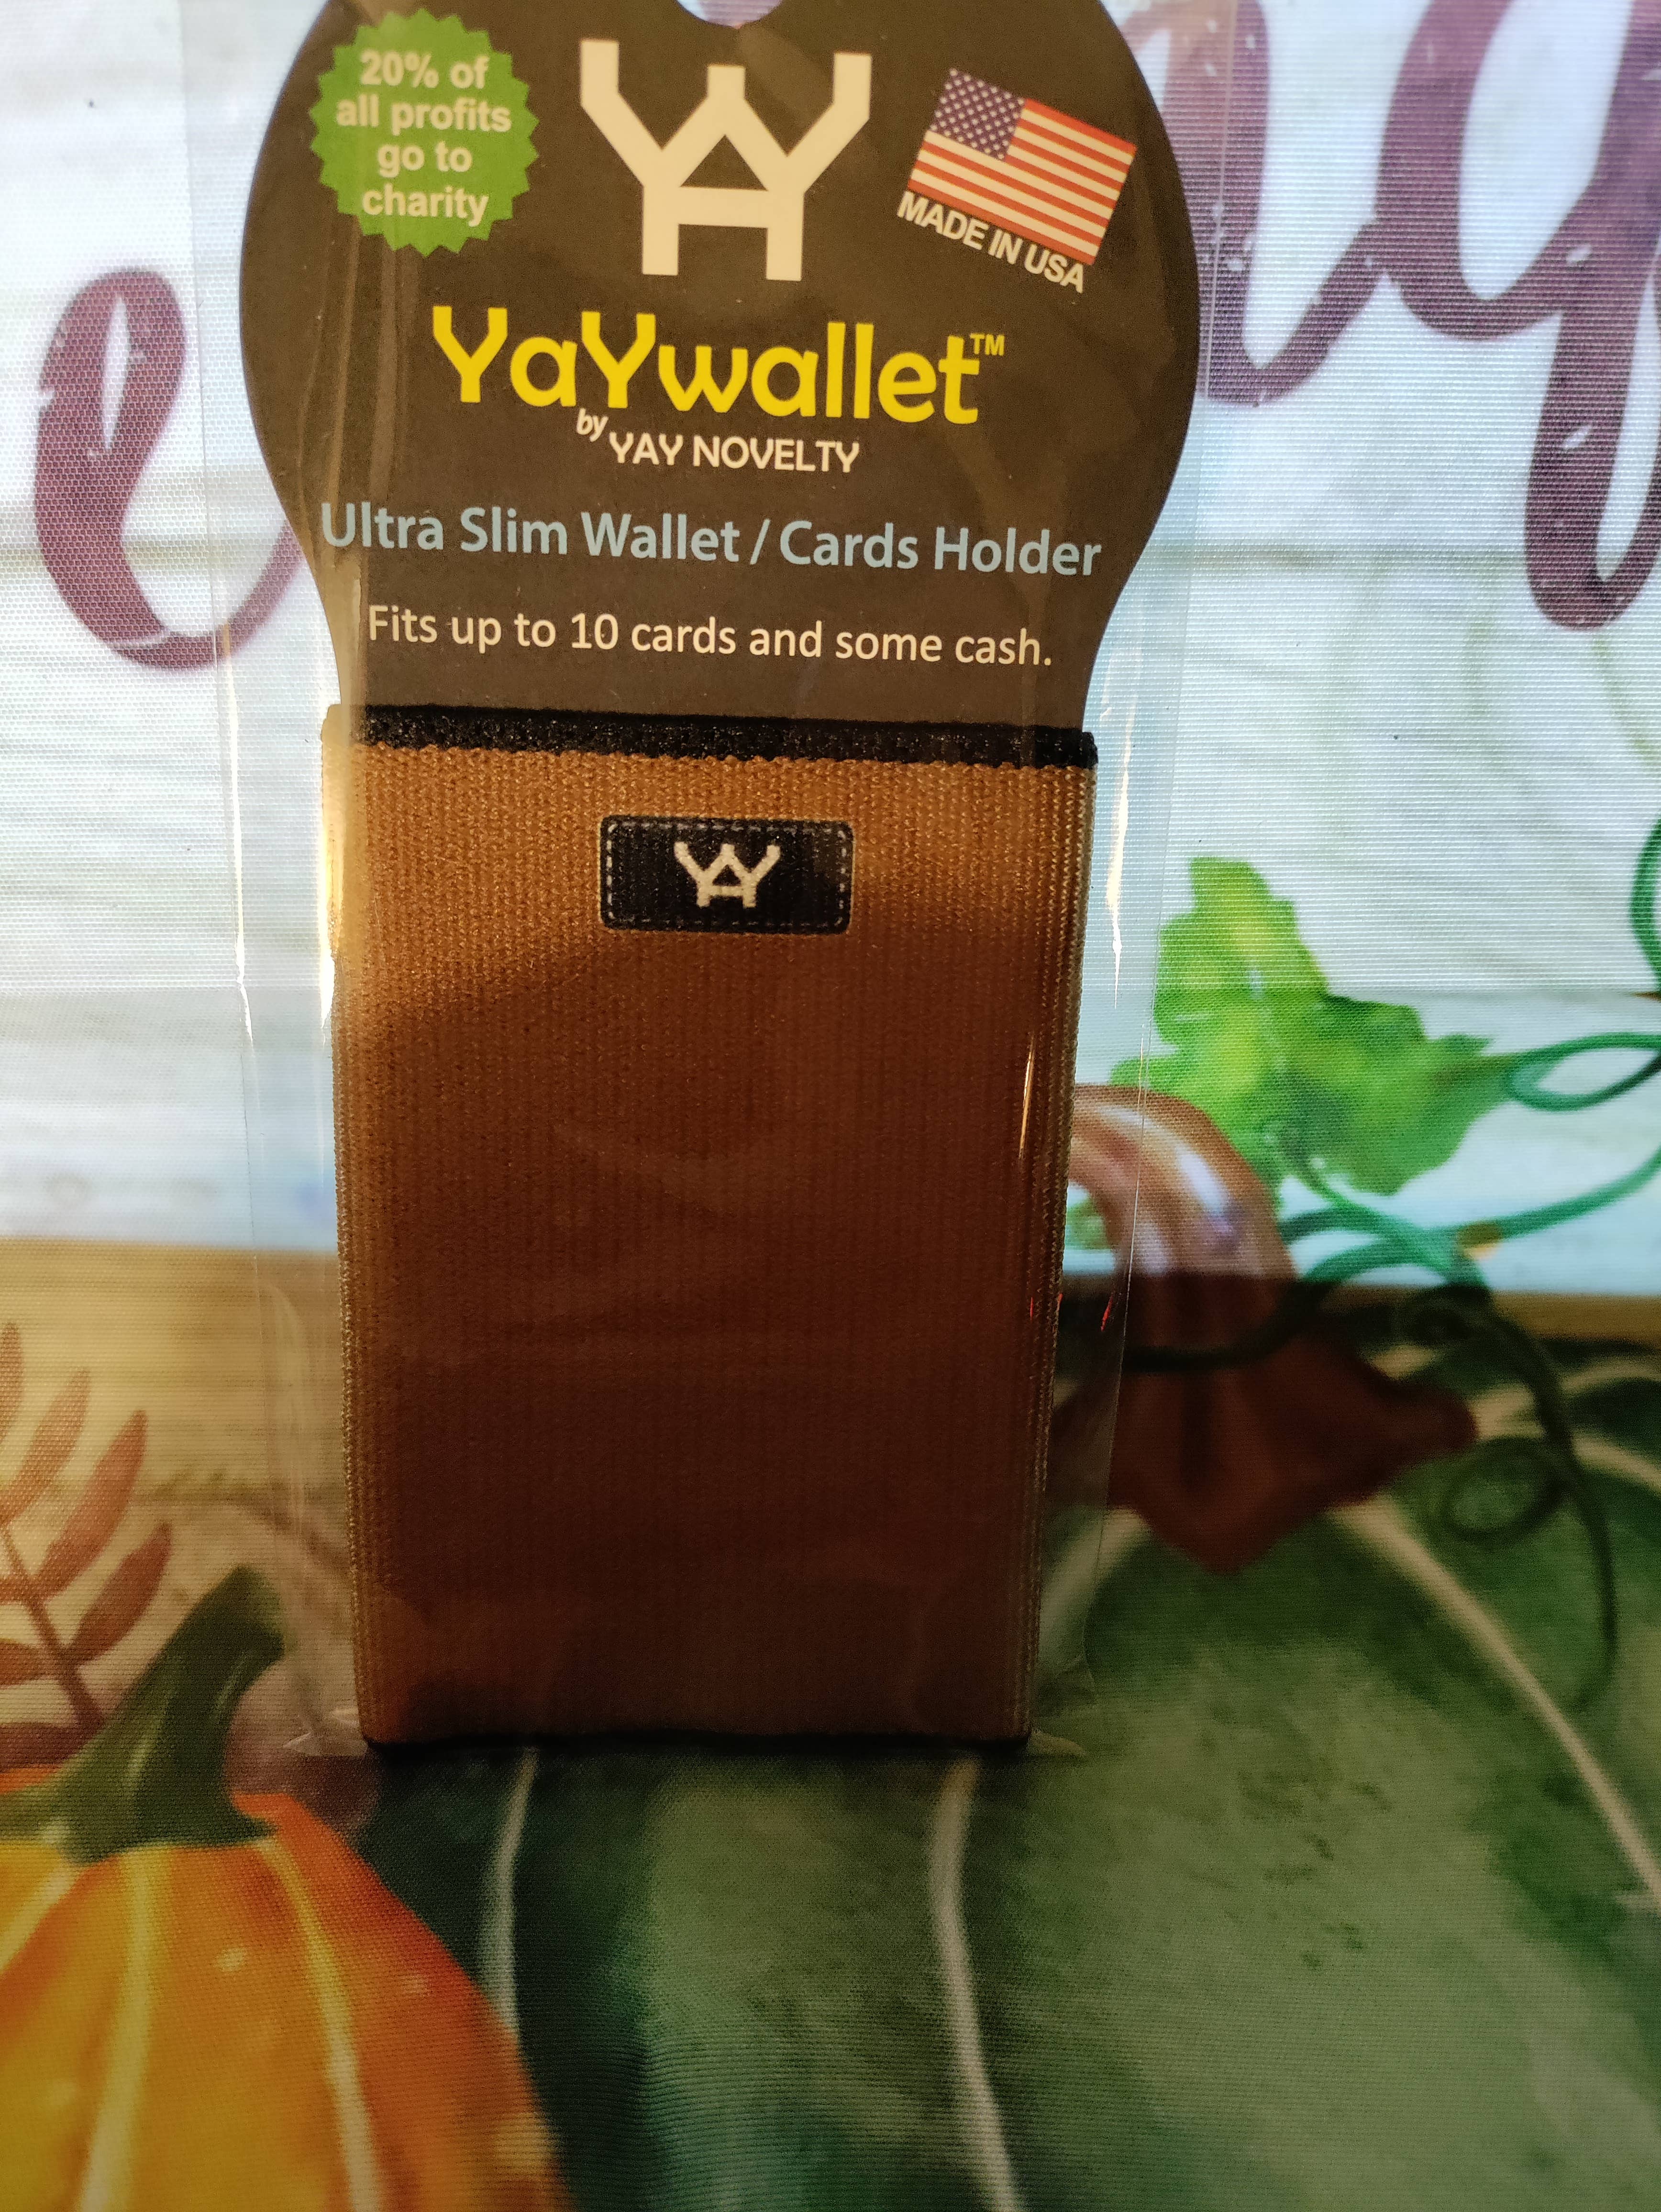 20% of
all profits
go to
charity
YAY
MADE IN USA
YaYwallet™
by YAY NOVELTY
Ultra Slim Wallet / Cards Holder
Fits up to 10 cards and some cash.
YAY